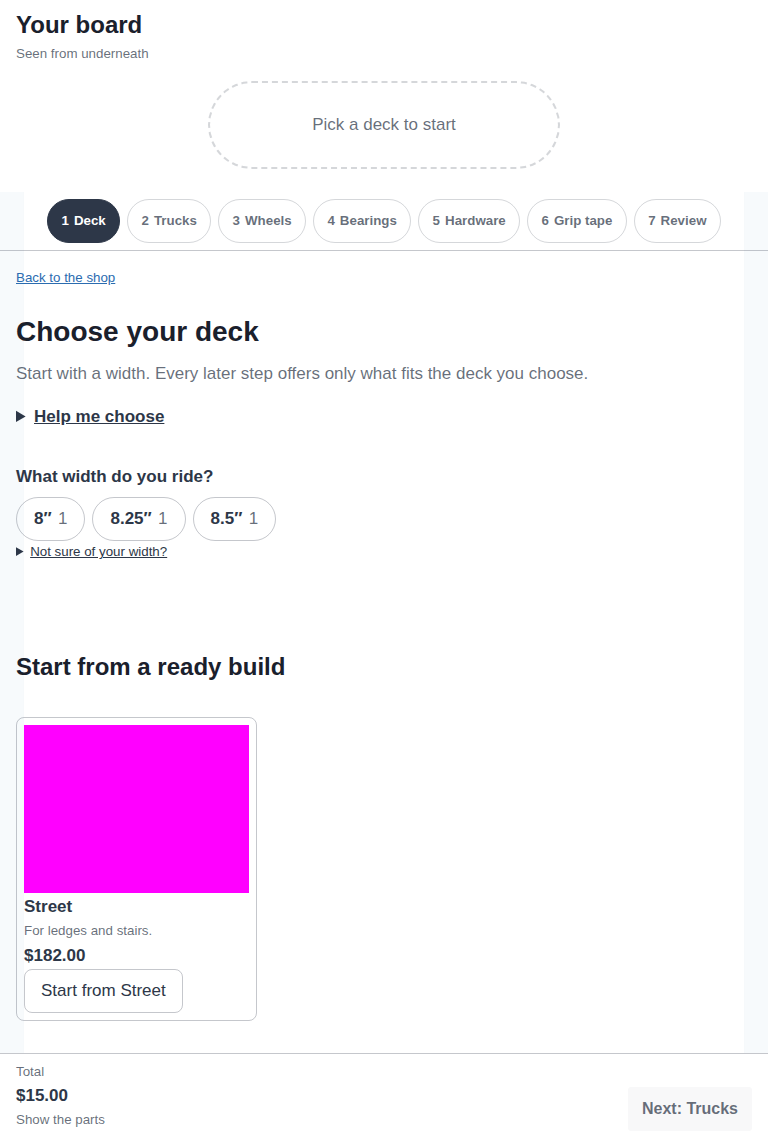 Your board
Seen from underneath
Pick a deck to start
1 Deck 2 Trucks 3 Wheels 4 Bearings 5 Hardware 6 Grip tape 7 Review
Back to the shop
Choose your deck
Start with a width. Every later step offers only what fits the deck you choose.
Help me choose
What width do you ride?
8″ 1 8.25″ 1 8.5″ 1
Not sure of your width?
Start from a ready build
Street
For ledges and stairs.
$182.00
Start from Street
Total
$15.00
Show the parts
Next: Trucks